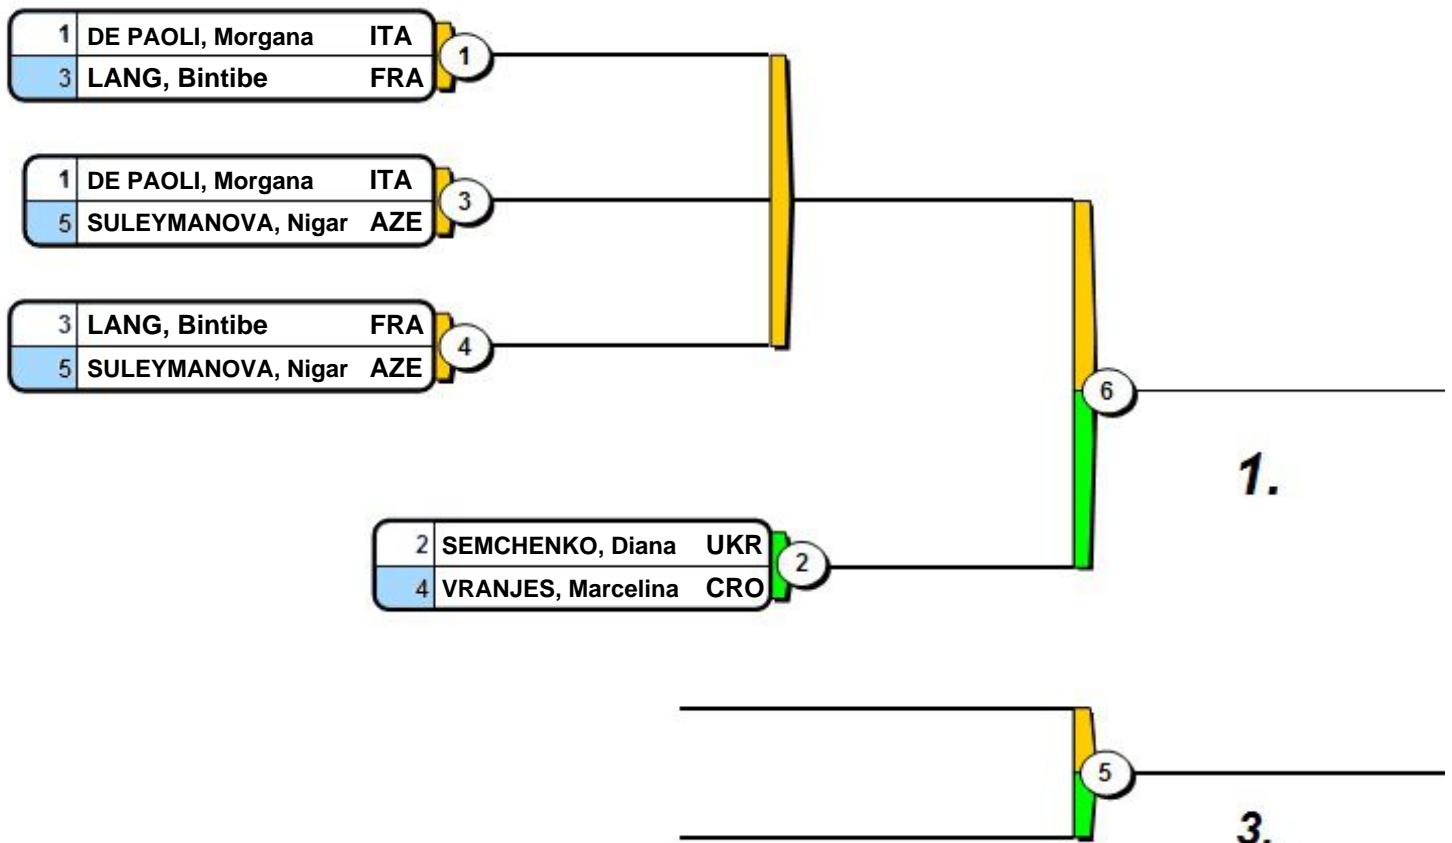 1 DE PAOLI, Morgana ITA
3 LANG, Bintibe FRA
1
1 DE PAOLI, Morgana ITA
5 SULEYMANOVA, Nigar AZE
3
3 LANG, Bintibe FRA
5 SULEYMANOVA, Nigar AZE
4
6
1.
2 SEMCHENKO, Diana UKR
4 VRANJES, Marcelina CRO
2
5
3.